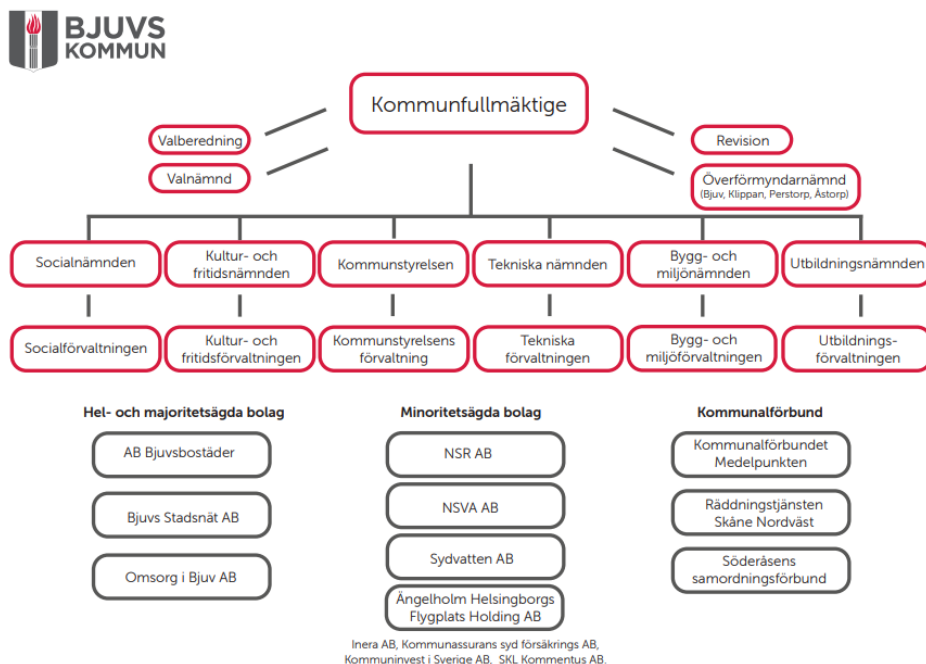 BJUVS
KOMMUN
Kommunfullmäktige
Valberedning
Revision
Valnämnd
Överförmyndarnämnd
(Bjuv, Klippan, Perstorp, Åstorp)
Socialnämnden
Kultur- och
fritidsnämnden
Kommunstyrelsen
Tekniska nämnden
Bygg- och
miljönämnden
Utbildningsnämnden
Socialförvaltningen
Kultur- och
fritidsförvaltningen
Kommunstyrelsens
förvaltning
Tekniska
förvaltningen
Bygg- och
miljöförvaltningen
Utbildnings-
förvaltningen
Hel- och majoritetsägda bolag
AB Bjuvsbostäder
Bjuvs Stadsnät AB
Omsorg i Bjuv AB
Minoritetsägda bolag
NSR AB
NSVA AB
Sydvatten AB
Ängelholm Helsingborgs
Flygplats Holding AB
Inera AB, Kommunassurans syd försäkrings AB,
Kommuninvest i Sverige AB, SKL Kommentus AB,
Kommunalförbund
Kommunalförbundet
Medelpunkten
Räddningstjänsten
Skåne Nordväst
Söderåsens
samordningsförbund